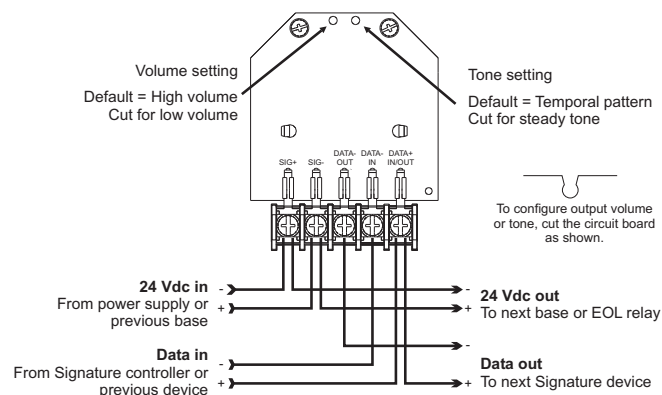 Volume setting
Default = High volume
Cut for low volume
Tone setting
Default = Temporal pattern
Cut for steady tone
SIG+
SIG-
DATA-
OUT
DATA-
IN
DATA+
IN/OUT
To configure output volume
or tone, cut the circuit board
as shown.
24 Vdc in
From power supply or
previous base
-
+
-
+
24 Vdc out
To next base or EOL relay
Data in
From Signature controller or
previous device
-
+
-
+
Data out
To next Signature device